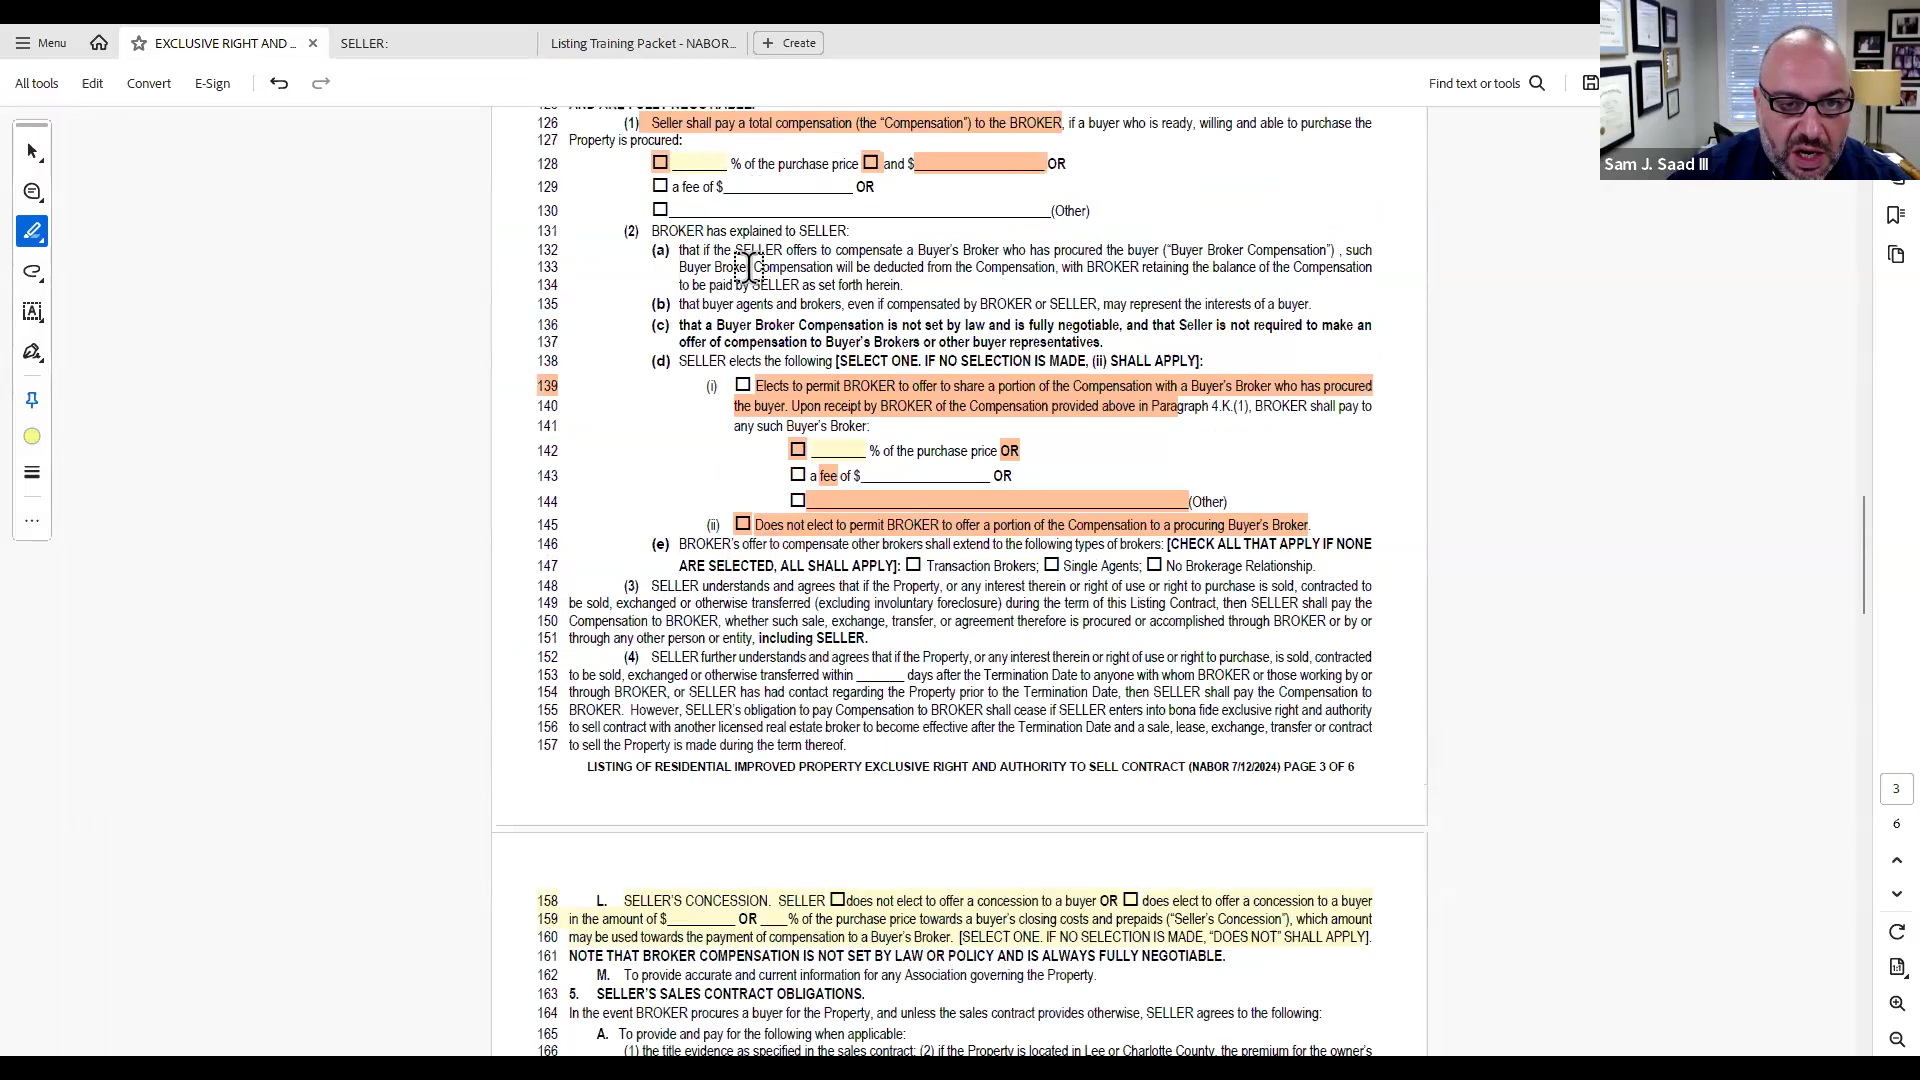 Menu
EXCLUSIVE RIGHT AND ...
SELLER:
Listing Training Packet - NABOR...
Create
All tools
Edit
Convert
E-Sign
Find text or tools
Sam J. Saad III
126 (1) Seller shall pay a total compensation (the “Compensation”) to the BROKER, if a buyer who is ready, willing and able to purchase the
127 Property is procured:
128 ☐ ______ % of the purchase price ☐ and $________________ OR
129 ☐ a fee of $________________ OR
130 ☐ ________________________________(Other)
131 (2) BROKER has explained to SELLER:
132 (a) that if the SELLER offers to compensate a Buyer’s Broker who has procured the buyer (“Buyer Broker Compensation”) , such
133 Buyer Broker Compensation will be deducted from the Compensation, with BROKER retaining the balance of the Compensation
134 to be paid by SELLER as set forth herein.
135 (b) that buyer agents and brokers, even if compensated by BROKER or SELLER, may represent the interests of a buyer.
136 (c) that a Buyer Broker Compensation is not set by law and is fully negotiable, and that Seller is not required to make an
137 offer of compensation to Buyer’s Brokers or other buyer representatives.
138 (d) SELLER elects the following [SELECT ONE. IF NO SELECTION IS MADE, (ii) SHALL APPLY]:
139 (i) ☐ Elects to permit BROKER to offer to share a portion of the Compensation with a Buyer’s Broker who has procured
140 the buyer. Upon receipt by BROKER of the Compensation provided above in Paragraph 4.K.(1), BROKER shall pay to
141 any such Buyer’s Broker:
142 ☐ ______ % of the purchase price OR
143 ☐ a fee of $________________ OR
144 ☐ ________________________________(Other)
145 (ii) ☐ Does not elect to permit BROKER to offer a portion of the Compensation to a procuring Buyer’s Broker.
146 (e) BROKER’s offer to compensate other brokers shall extend to the following types of brokers: [CHECK ALL THAT APPLY IF NONE
147 ARE SELECTED, ALL SHALL APPLY]: ☐ Transaction Brokers; ☐ Single Agents; ☐ No Brokerage Relationship.
148 (3) SELLER understands and agrees that if the Property, or any interest therein or right of use or right to purchase is sold, contracted
149 to be sold, exchanged or otherwise transferred (excluding involuntary foreclosure) during the term of this Listing Contract, then SELLER shall pay the
150 Compensation to BROKER, whether such sale, exchange, transfer, or agreement therefore is procured or accomplished through BROKER or by or
151 through any other person or entity, including SELLER.
152 (4) SELLER further understands and agrees that if the Property, or any interest therein or right of use or right to purchase, is sold, contracted
153 to be sold, exchanged or otherwise transferred within ______ days after the Termination Date to anyone with whom BROKER or those working by or
154 through BROKER, or SELLER has had contact regarding the Property prior to the Termination Date, then SELLER shall pay the Compensation to
155 BROKER. However, SELLER’s obligation to pay Compensation to BROKER shall cease if SELLER enters into bona fide exclusive right and authority
156 to sell contract with another licensed real estate broker to become effective after the Termination Date and a sale, lease, exchange, transfer or contract
157 to sell the Property is made during the term thereof.
LISTING OF RESIDENTIAL IMPROVED PROPERTY EXCLUSIVE RIGHT AND AUTHORITY TO SELL CONTRACT (NABOR 7/12/2024) PAGE 3 OF 6
3
6
158 L. SELLER’S CONCESSION. SELLER ☐ does not elect to offer a concession to a buyer OR ☐ does elect to offer a concession to a buyer
159 in the amount of $_________ OR ____% of the purchase price towards a buyer’s closing costs and prepaids (“Seller’s Concession”), which amount
160 may be used towards the payment of compensation to a Buyer’s Broker. [SELECT ONE. IF NO SELECTION IS MADE, “DOES NOT” SHALL APPLY].
161 NOTE THAT BROKER COMPENSATION IS NOT SET BY LAW OR POLICY AND IS ALWAYS FULLY NEGOTIABLE.
162 M. To provide accurate and current information for any Association governing the Property.
163 5. SELLER’S SALES CONTRACT OBLIGATIONS.
164 In the event BROKER procures a buyer for the Property, and unless the sales contract provides otherwise, SELLER agrees to the following:
165 A. To provide and pay for the following when applicable:
166 (1) the title evidence as specified in the sales contract; (2) if the Property is located in Lee or Charlotte County, the premium for the owner’s